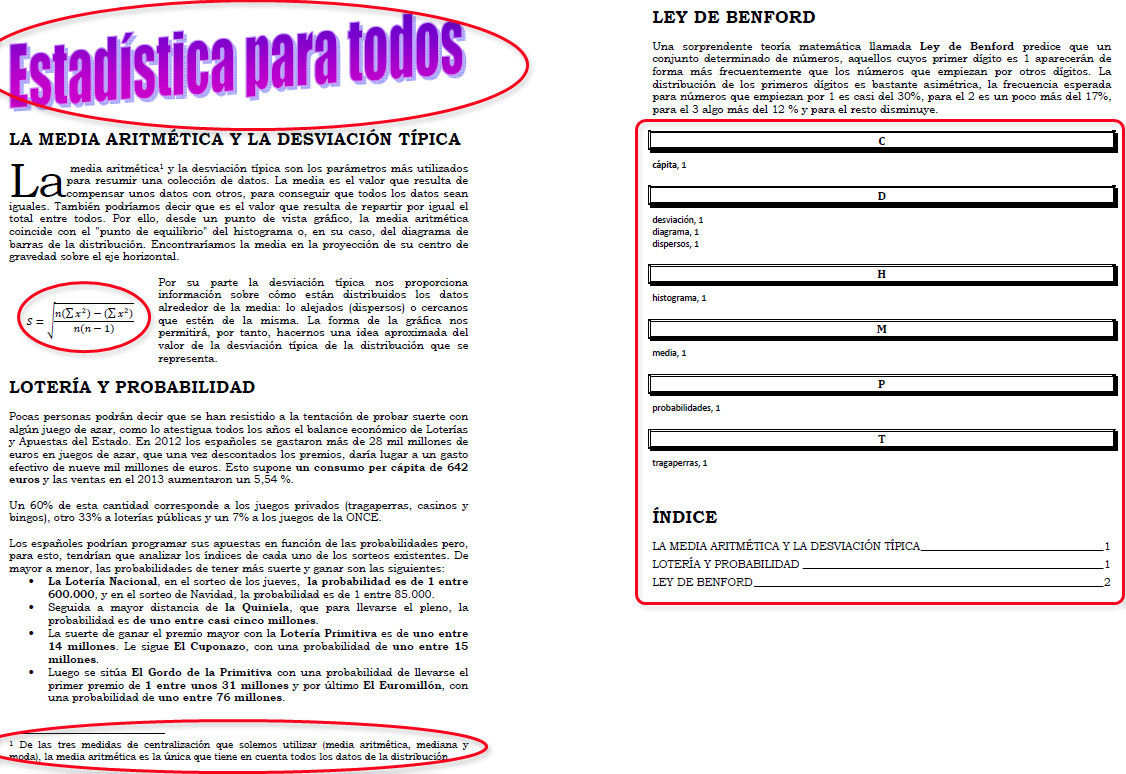 Estadística para todos
LA MEDIA ARITMÉTICA Y LA DESVIACIÓN TÍPICA
La media aritmética¹ y la desviación típica son los parámetros más utilizados
para resumir una colección de datos. La media es el valor que resulta de
compensar unos datos con otros, para conseguir que todos los datos sean
iguales. También podríamos decir que es el valor que resulta de repartir por igual el
total entre todos. Por ello, desde un punto de vista gráfico, la media aritmética
coincide con el "punto de equilibrio" del histograma o, en su caso, del diagrama de
barras de la distribución. Encontraríamos la media en la proyección de su centro de
gravedad sobre el eje horizontal.
S = √(n(∑x²) − (∑x²) / n(n − 1))
Por su parte la desviación típica nos proporciona
información sobre cómo están distribuidos los datos
alrededor de la media: lo alejados (dispersos) o cercanos
que estén de la misma. La forma de la gráfica nos
permitirá, por tanto, hacernos una idea aproximada del
valor de la desviación típica de la distribución que se
representa.
LOTERÍA Y PROBABILIDAD
Pocas personas podrán decir que se han resistido a la tentación de probar suerte con
algún juego de azar, como lo atestigua todos los años el balance económico de Loterías
y Apuestas del Estado. En 2012 los españoles se gastaron más de 28 mil millones de
euros en juegos de azar, que una vez descontados los premios, daría lugar a un gasto
efectivo de nueve mil millones de euros. Esto supone un consumo per cápita de 642
euros y las ventas en el 2013 aumentaron un 5,54 %.
Un 60% de esta cantidad corresponde a los juegos privados (tragaperras, casinos y
bingos), otro 33% a loterías públicas y un 7% a los juegos de la ONCE.
Los españoles podrían programar sus apuestas en función de las probabilidades pero,
para esto, tendrían que analizar los índices de cada uno de los sorteos existentes. De
mayor a menor, las probabilidades de tener más suerte y ganar son las siguientes:
• La Lotería Nacional, en el sorteo de los jueves, la probabilidad es de 1 entre
600.000, y en el sorteo de Navidad, la probabilidad es de 1 entre 85.000.
• Seguida a mayor distancia de la Quiniela, que para llevarse el pleno, la
probabilidad es de uno entre casi cinco millones.
• La suerte de ganar el premio mayor con la Lotería Primitiva es de uno entre
14 millones. Le sigue El Cuponazo, con una probabilidad de uno entre 15
millones.
• Luego se sitúa El Gordo de la Primitiva con una probabilidad de llevarse el
primer premio de 1 entre unos 31 millones y por último El Euromillón, con
una probabilidad de uno entre 76 millones.
¹ De las tres medidas de centralización que solemos utilizar (media aritmética, mediana y
moda), la media aritmética es la única que tiene en cuenta todos los datos de la distribución
LEY DE BENFORD
Una sorprendente teoría matemática llamada Ley de Benford predice que un
conjunto determinado de números, aquellos cuyos primer dígito es 1 aparecerán de
forma más frecuentemente que los números que empiezan por otros dígitos. La
distribución de los primeros dígitos es bastante asimétrica, la frecuencia esperada
para números que empiezan por 1 es casi del 30%, para el 2 es un poco más del 17%,
para el 3 algo más del 12 % y para el resto disminuye.
C
cápita, 1
D
desviación, 1
diagrama, 1
dispersos, 1
H
histograma, 1
M
media, 1
P
probabilidades, 1
T
tragaperras, 1
ÍNDICE
LA MEDIA ARITMÉTICA Y LA DESVIACIÓN TÍPICA 1
LOTERÍA Y PROBABILIDAD 1
LEY DE BENFORD 2